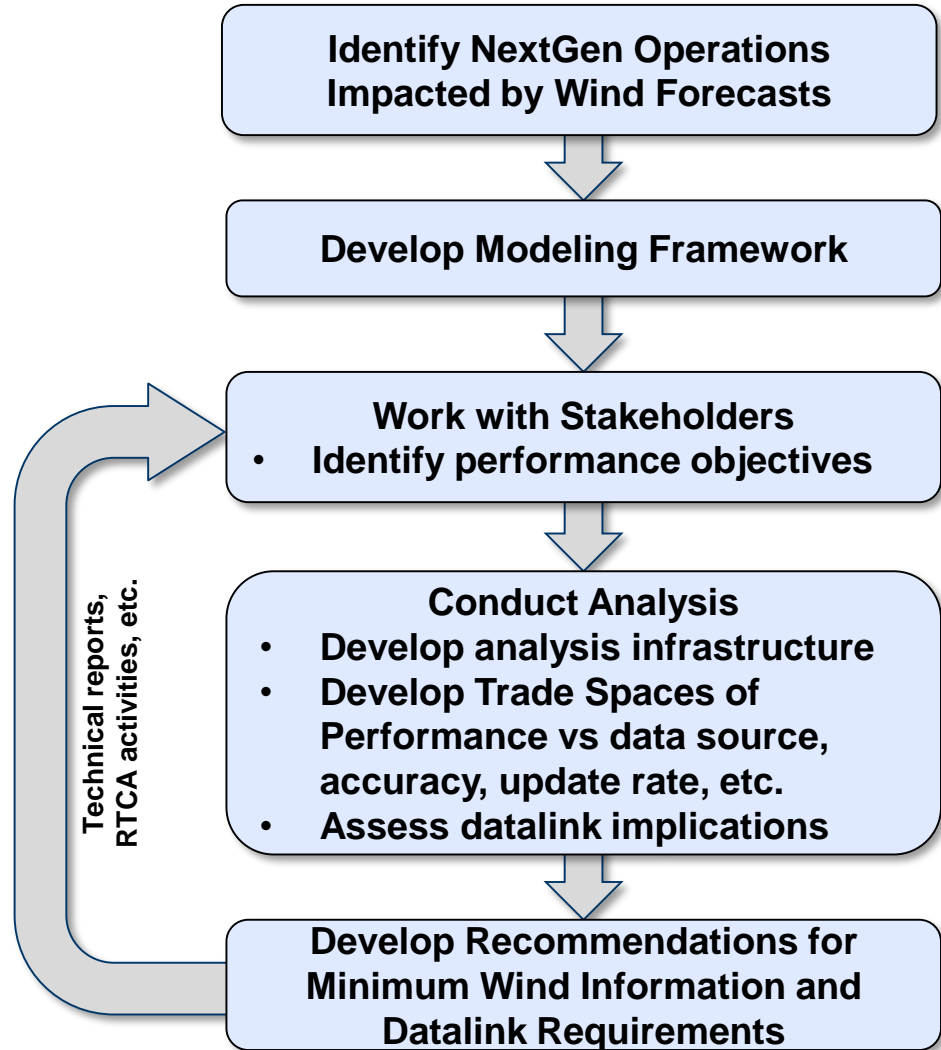 Identify NextGen Operations
Impacted by Wind Forecasts
Develop Modeling Framework
Work with Stakeholders
• Identify performance objectives
Technical reports,
RTCA activities, etc.
Conduct Analysis
• Develop analysis infrastructure
• Develop Trade Spaces of
Performance vs data source,
accuracy, update rate, etc.
• Assess datalink implications
Develop Recommendations for
Minimum Wind Information and
Datalink Requirements